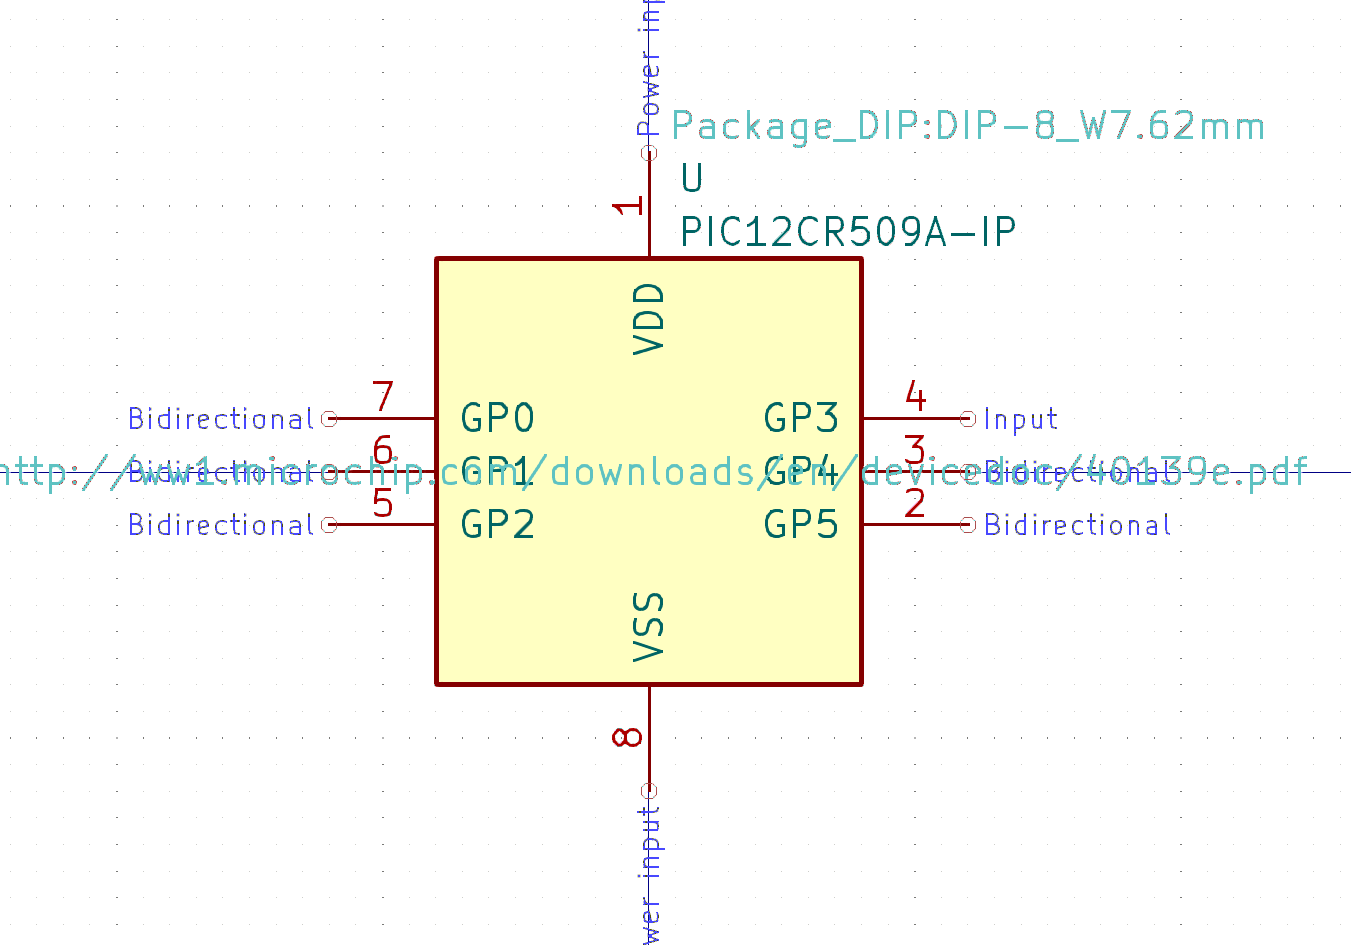 Power inp
Package_DIP:DIP-8_W7.62mm
U
1
PIC12CR509A-IP
VDD
7
4
Bidirectional
GP0
GP3
Input
6
3
Bidirectional
GP1
GP4
Bidirectional
http://ww1.microchip.com/downloads/en/devicedoc/40139e.pdf
5
2
Bidirectional
GP2
GP5
Bidirectional
VSS
8
wer input